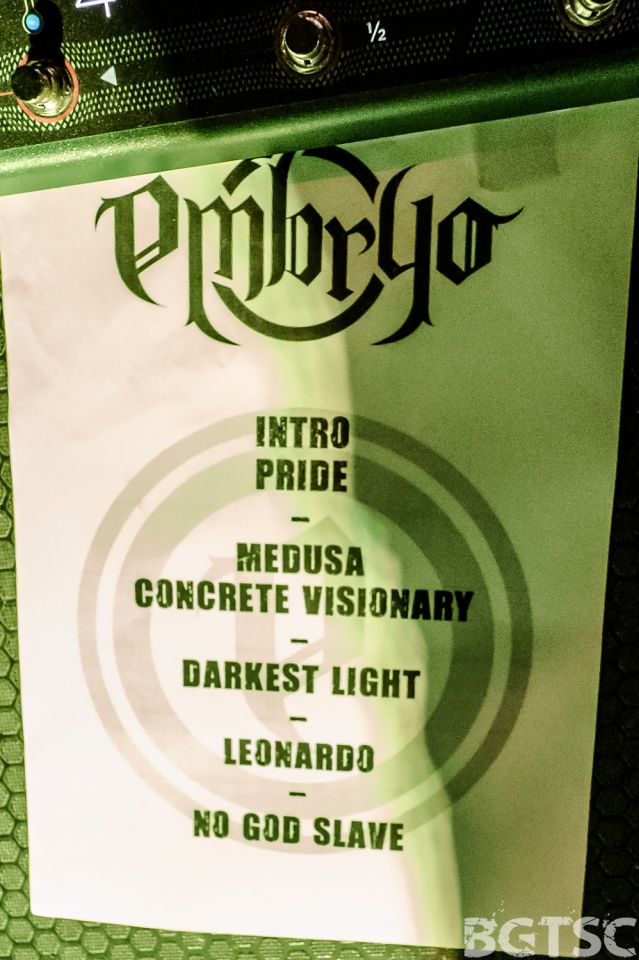 ½
embryo
INTRO
PRIDE
–
MEDUSA
CONCRETE VISIONARY
–
DARKEST LIGHT
–
LEONARDO
–
NO GOD SLAVE
BGTSC